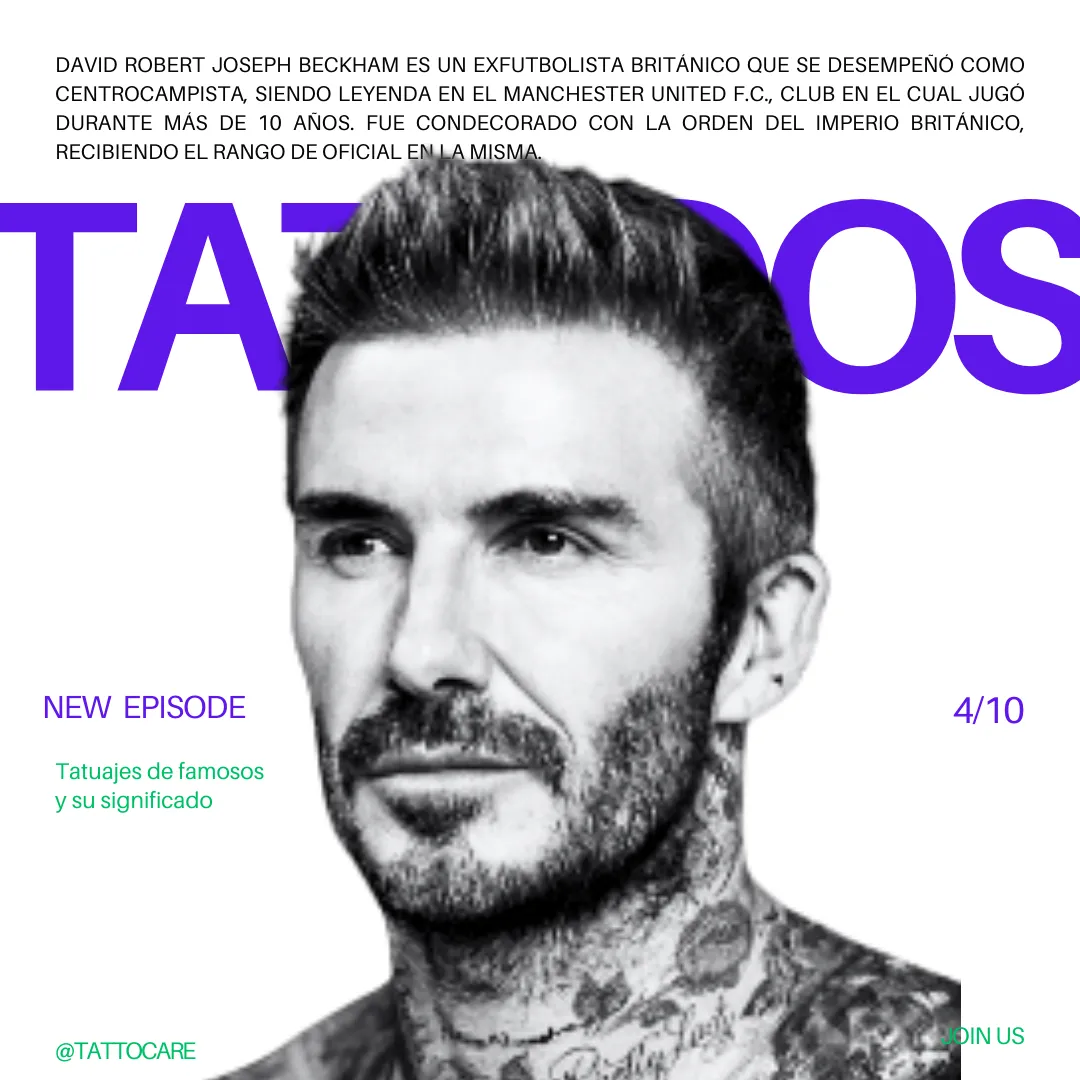 DAVID ROBERT JOSEPH BECKHAM ES UN EXFUTBOLISTA BRITÁNICO QUE SE DESEMPEÑÓ COMO
CENTROCAMPISTA, SIENDO LEYENDA EN EL MANCHESTER UNITED F.C., CLUB EN EL CUAL JUGÓ
DURANTE MÁS DE 10 AÑOS. FUE CONDECORADO CON LA ORDEN DEL IMPERIO BRITÁNICO,
RECIBIENDO EL RANGO DE OFICIAL EN LA MISMA.
TATTOOS
NEW EPISODE
4/10
Tatuajes de famosos
y su significado
Pretty Lady
@TATTOCARE
JOIN US